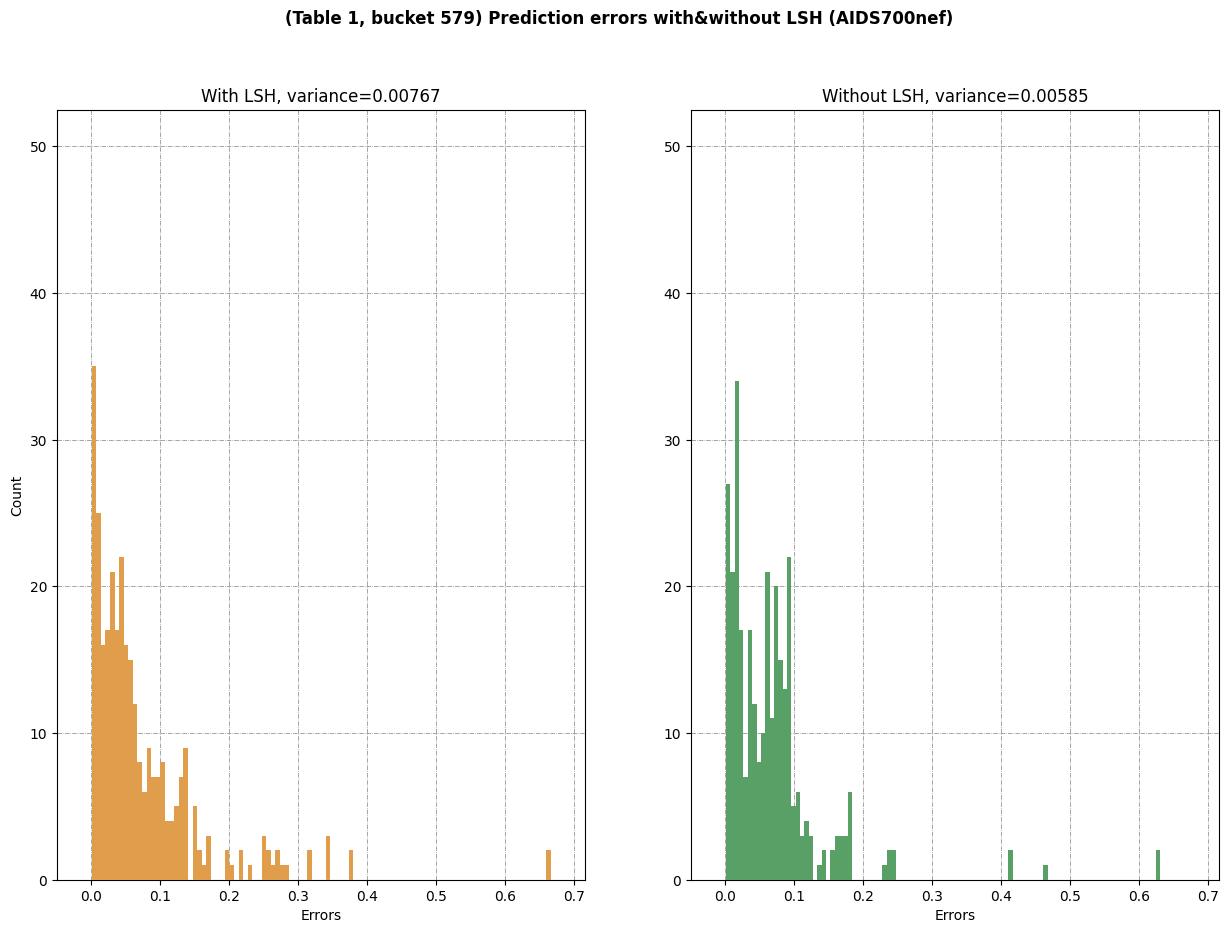 (Table 1, bucket 579) Prediction errors with&without LSH (AIDS700nef)
With LSH, variance=0.00767
50
40
30
20
10
0
Count
0.0 0.1 0.2 0.3 0.4 0.5 0.6 0.7
Errors
Without LSH, variance=0.00585
50
40
30
20
10
0
0.0 0.1 0.2 0.3 0.4 0.5 0.6 0.7
Errors